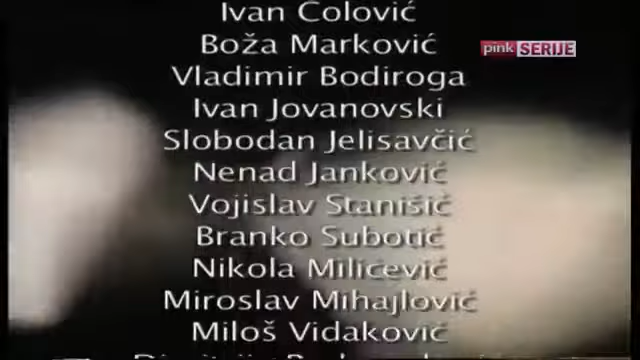 Ivan Čolović
Boža Marković
pink SERIJE
Vladimir Bodiroga
Ivan Jovanovski
Slobodan Jelisavčić
Nenad Janković
Vojislav Stanišić
Branko Subotić
Nikola Milićević
Miroslav Mihajlović
Miloš Vidaković